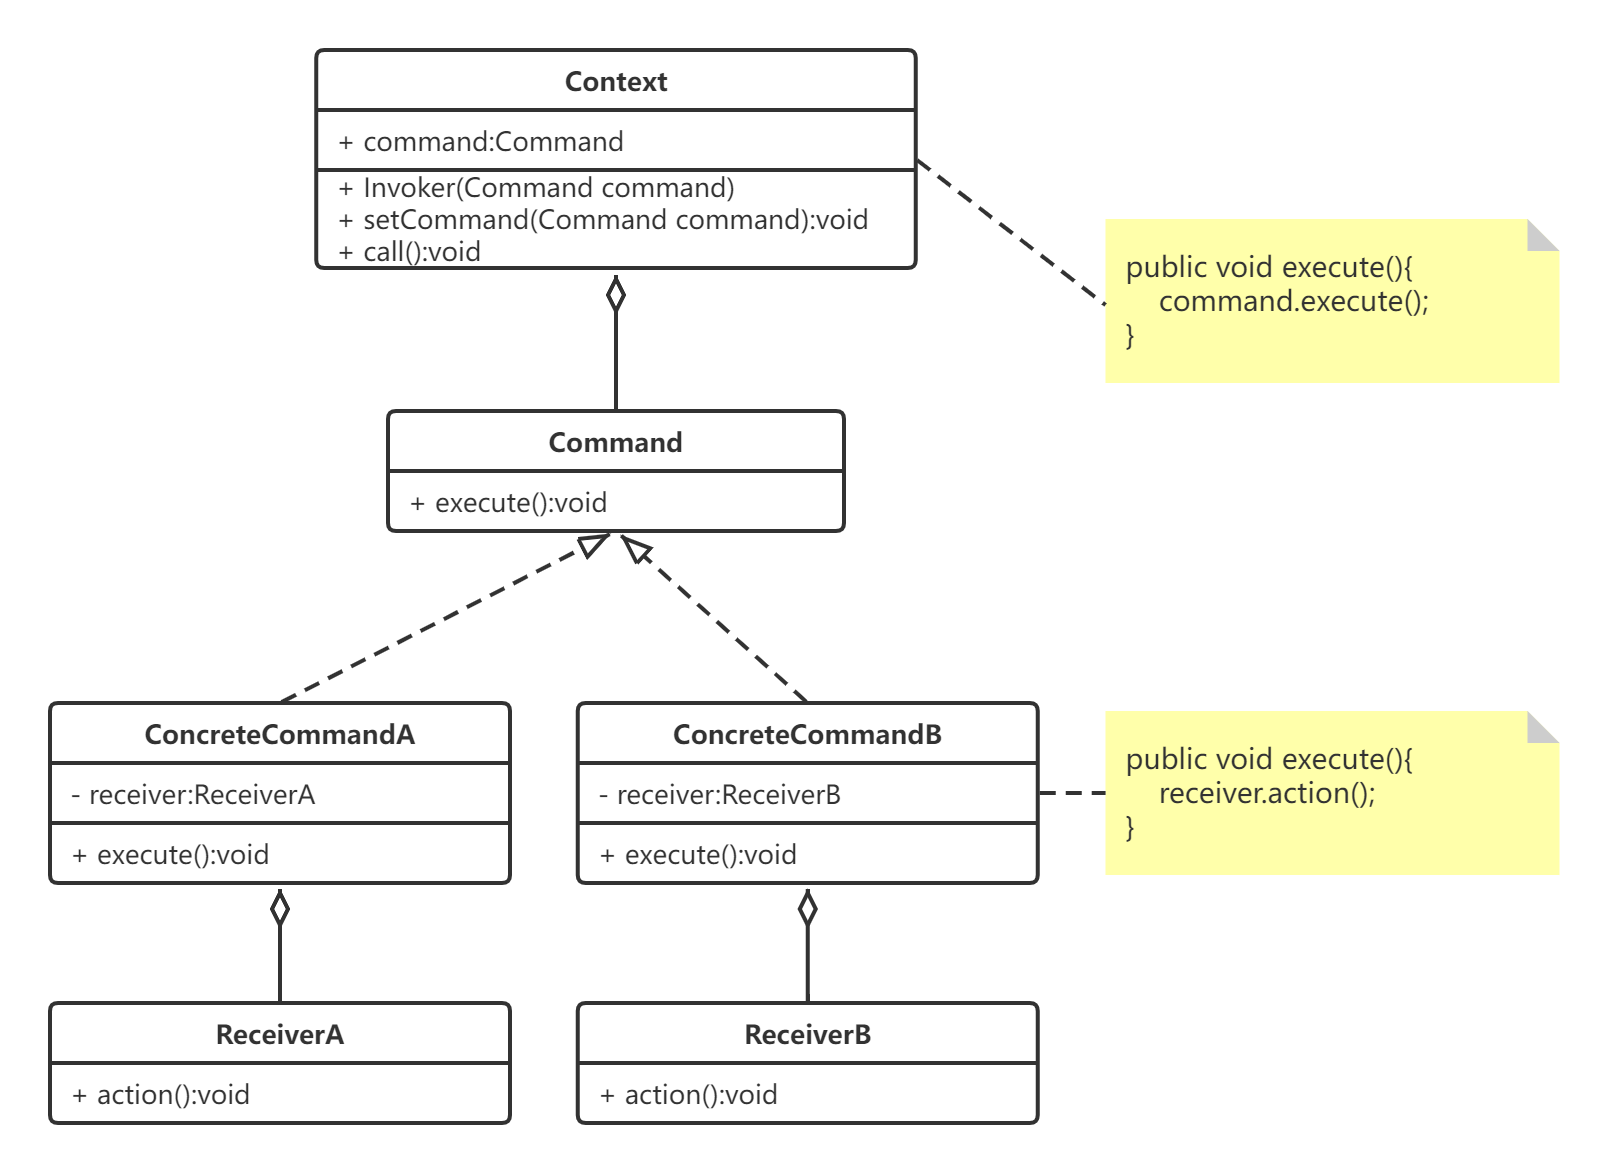 Context
+ command:Command
+ Invoker(Command command)
+ setCommand(Command command):void
+ call():void
public void execute(){
    command.execute();
}
Command
+ execute():void
ConcreteCommandA
- receiver:ReceiverA
+ execute():void
ConcreteCommandB
- receiver:ReceiverB
+ execute():void
public void execute(){
    receiver.action();
}
ReceiverA
+ action():void
ReceiverB
+ action():void